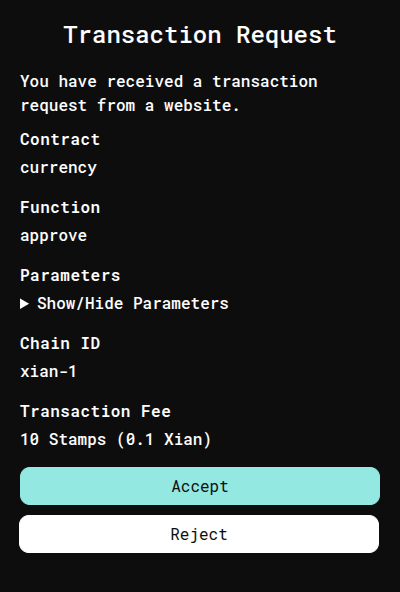 Transaction Request
You have received a transaction
request from a website.
Contract
currency
Function
approve
Parameters
Show/Hide Parameters
Chain ID
xian-1
Transaction Fee
10 Stamps (0.1 Xian)
Accept
Reject